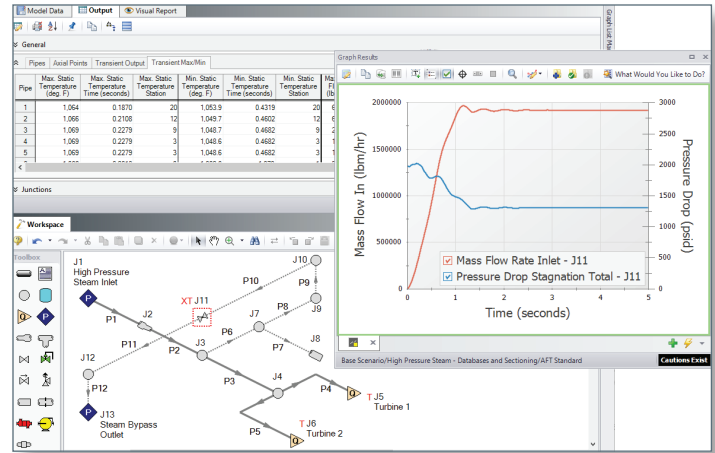 Model Data Output Visual Report
General
Pipes Axial Points Transient Output Transient Max/Min
Pipe Max. Static Temperature (deg. F) Max. Static Temperature Time (seconds) Max. Static Temperature Station Min. Static Temperature (deg. F) Min. Static Temperature Time (seconds) Min. Static Temperature Station
1 1,064 0.1870 20 1,053.9 0.4319 20
2 1,066 0.2108 12 1,049.7 0.4602 12
3 1,069 0.2279 9 1,048.7 0.4682 9
4 1,069 0.2279 3 1,048.6 0.4682 3
5 1,069 0.2279 3 1,048.6 0.4682 3
Junctions
Workspace
Toolbox
J1
High Pressure
Steam Inlet
P
P1
J2
P2
XT J11
P10
J10
P9
J9
P8
J7
P6
J3
P7
J8
P11
J12
P12
P
J13
Steam Bypass
Outlet
P3
J4
P4
Q
T J5
Turbine 1
P5
Q
T J6
Turbine 2
Graph Results
What Would You Like to Do?
Mass Flow In (lbm/hr)
2000000
1500000
1000000
500000
0
Pressure Drop (psid)
3000
2500
2000
1500
1000
500
0
Mass Flow Rate Inlet - J11
Pressure Drop Stagnation Total - J11
0 1 2 3 4 5
Time (seconds)
Base Scenario/High Pressure Steam - Databases and Sectioning/AFT Standard
Cautions Exist